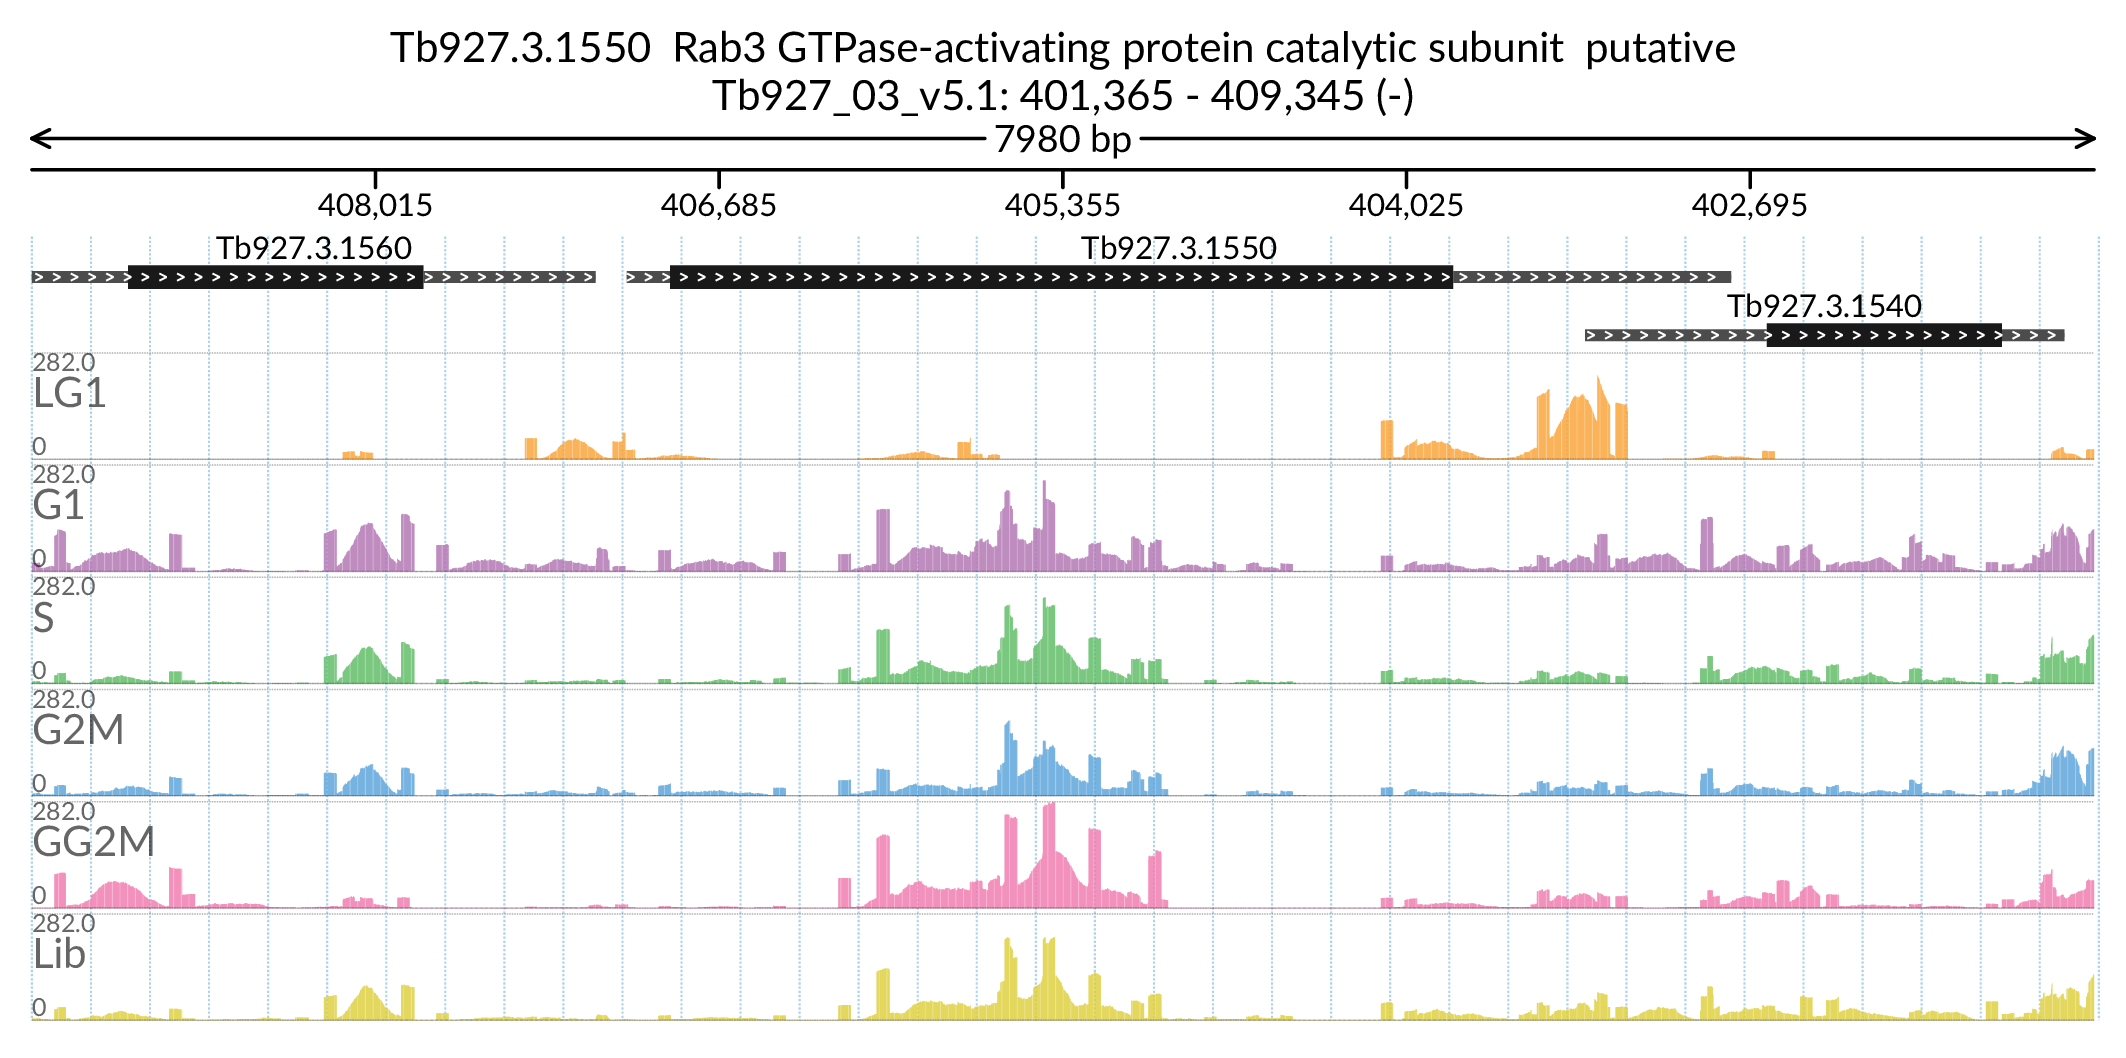 Tb927.3.1550  Rab3 GTPase-activating protein catalytic subunit  putative
Tb927_03_v5.1: 401,365 - 409,345 (-)
7980 bp
408,015 406,685 405,355 404,025 402,695
Tb927.3.1560 Tb927.3.1550
Tb927.3.1540
282.0
LG1
0
282.0
G1
0
282.0
S
0
282.0
G2M
0
282.0
GG2M
0
282.0
Lib
0